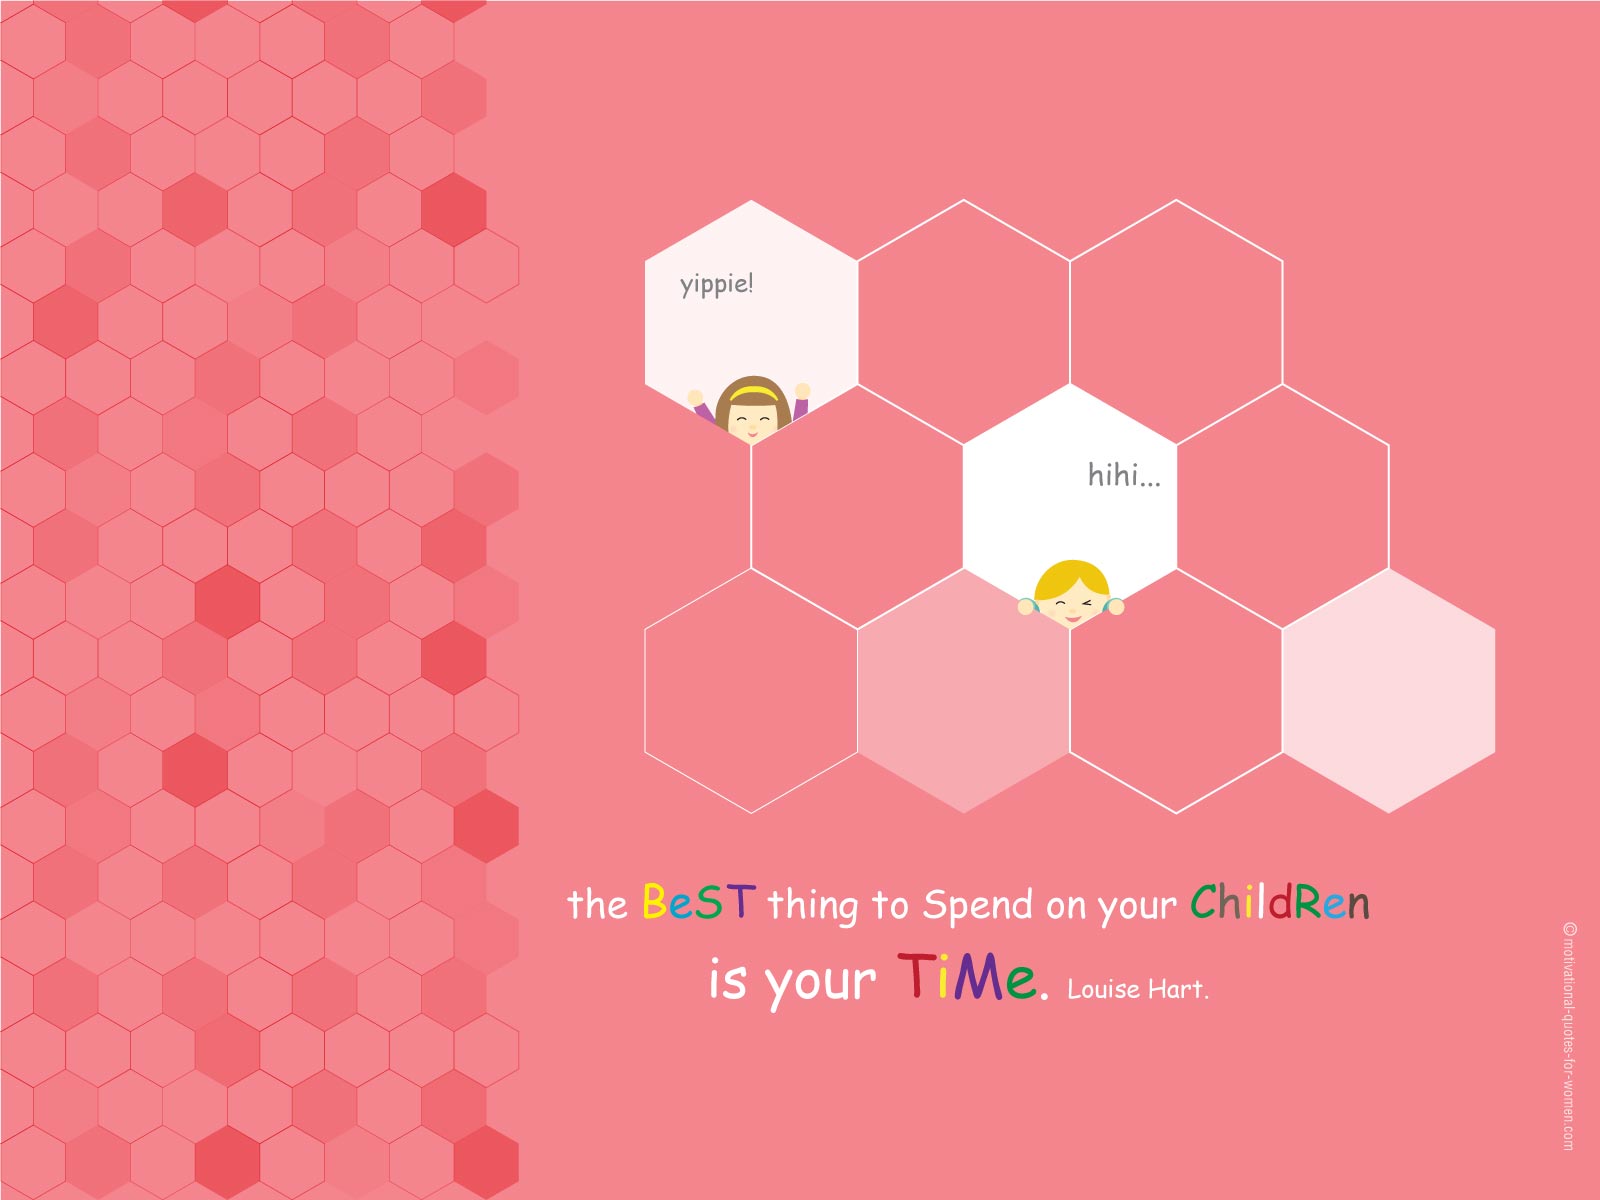 yippie!
hihi...
the BeST thing to Spend on your ChildRen
is your TiMe. Louise Hart.
© motivational-quotes-for-women.com